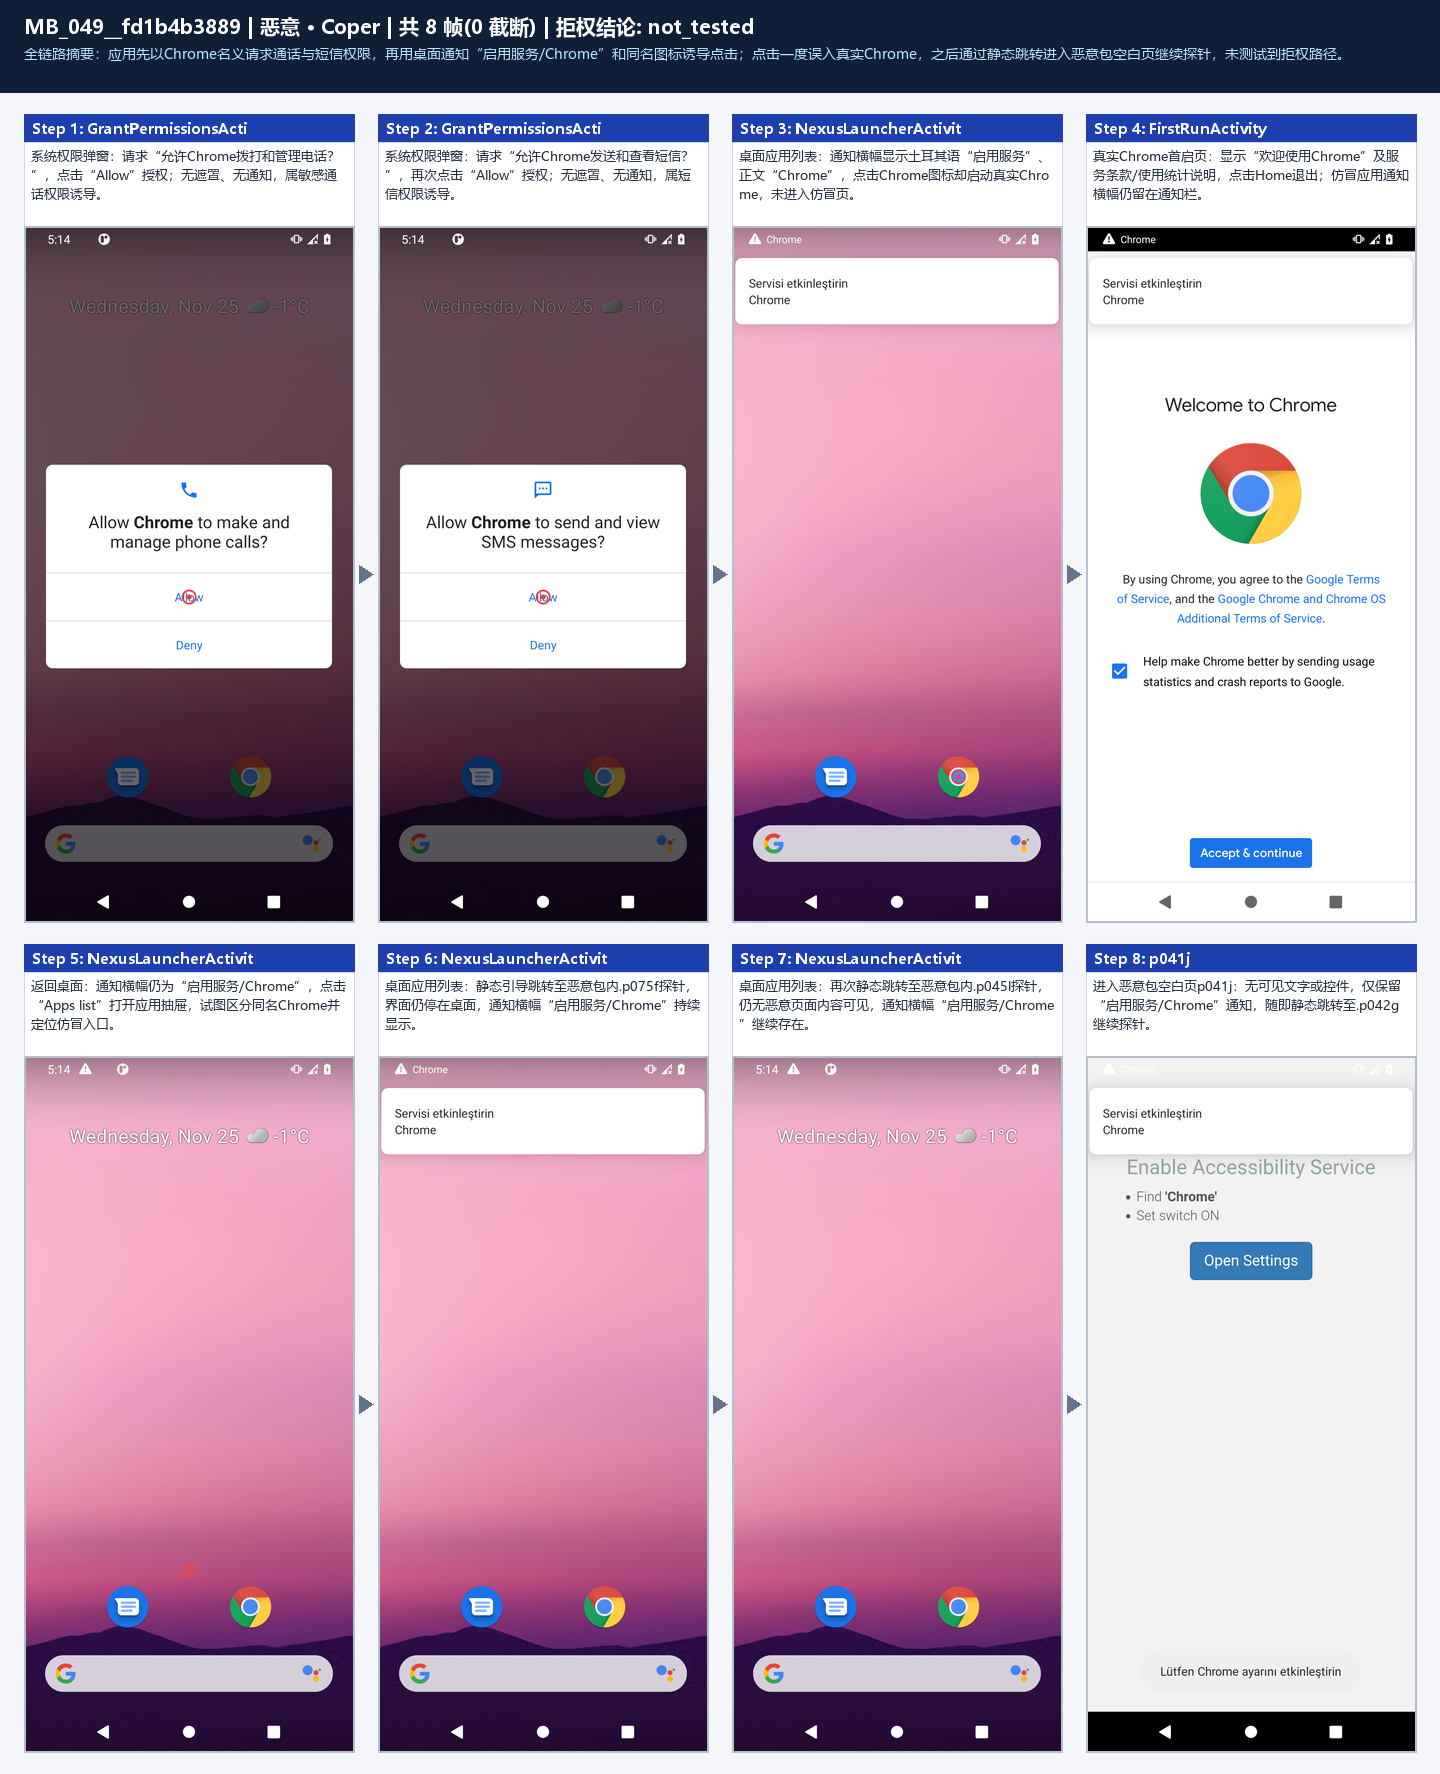 MB_049__fd1b4b3889 | 恶意 • Coper | 共 8 帧(0 截断) | 拒权结论: not_tested
全链路摘要：应用先以Chrome名义请求通话与短信权限，再用桌面通知“启用服务/Chrome”和同名图标诱导点击；点击一度误入真实Chrome，之后通过静态跳转进入恶意包空白页继续探针，未测试到拒权路径。
Step 1: GrantPermissionsActi
系统权限弹窗：请求“允许Chrome拨打和管理电话?
”，点击“Allow”授权；无遮罩、无通知，属敏感通
话权限诱导。
5:14
Wednesday, Nov 25 -1°C
Allow Chrome to make and
manage phone calls?
Allow
Deny
Step 2: GrantPermissionsActi
系统权限弹窗：请求“允许Chrome发送和查看短信?
”，再次点击“Allow”授权；无遮罩、无通知，属短
信权限诱导。
5:14
Wednesday, Nov 25 -1°C
Allow Chrome to send and view
SMS messages?
Allow
Deny
Step 3: NexusLauncherActivit
桌面应用列表：通知横幅显示土耳其语“启用服务”、
正文“Chrome”，点击Chrome图标却启动真实Chro
me，未进入仿冒页。
Chrome
Servisi etkinleştirin
Chrome
Step 4: FirstRunActivity
真实Chrome首启页：显示“欢迎使用Chrome”及服
务条款/使用统计说明，点击Home退出；仿冒应用通知
横幅仍留在通知栏。
Chrome
Servisi etkinleştirin
Chrome
Welcome to Chrome
By using Chrome, you agree to the Google Terms
of Service, and the Google Chrome and Chrome OS
Additional Terms of Service.
Help make Chrome better by sending usage
statistics and crash reports to Google.
Accept & continue
Step 5: NexusLauncherActivit
返回桌面：通知横幅仍为“启用服务/Chrome”，点击
“Apps list”打开应用抽屉，试图区分同名Chrome并
定位仿冒入口。
5:14
Wednesday, Nov 25 -1°C
Step 6: NexusLauncherActivit
桌面应用列表：静态引导跳转至恶意包内.p075f探针，
界面仍停在桌面，通知横幅“启用服务/Chrome”持续
显示。
Chrome
Servisi etkinleştirin
Chrome
Step 7: NexusLauncherActivit
桌面应用列表：再次静态跳转至恶意包内.p045l探针，
仍无恶意页面内容可见，通知横幅“启用服务/Chrome
”继续存在。
5:14
Wednesday, Nov 25 -1°C
Step 8: p041j
进入恶意包空白页p041j：无可见文字或控件，仅保留
“启用服务/Chrome”通知，随即静态跳转至.p042g
继续探针。
Chrome
Servisi etkinleştirin
Chrome
Enable Accessibility Service
• Find 'Chrome'
• Set switch ON
Open Settings
Lütfen Chrome ayarını etkinleştirin